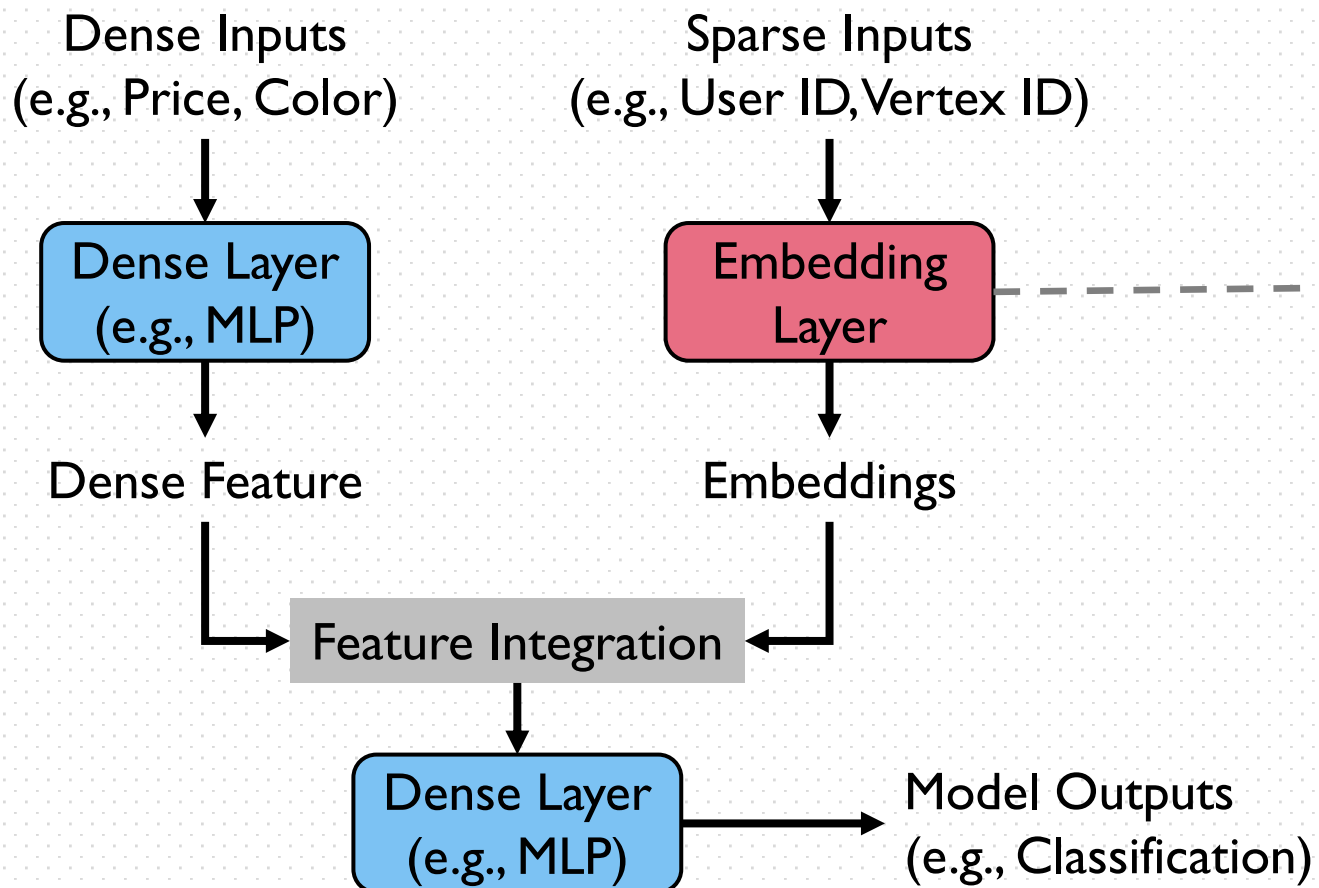 Dense Inputs
(e.g., Price, Color)
Sparse Inputs
(e.g., User ID, Vertex ID)
Dense Layer
(e.g., MLP)
Embedding
Layer
Dense Feature
Embeddings
Feature Integration
Dense Layer
(e.g., MLP)
Model Outputs
(e.g., Classification)